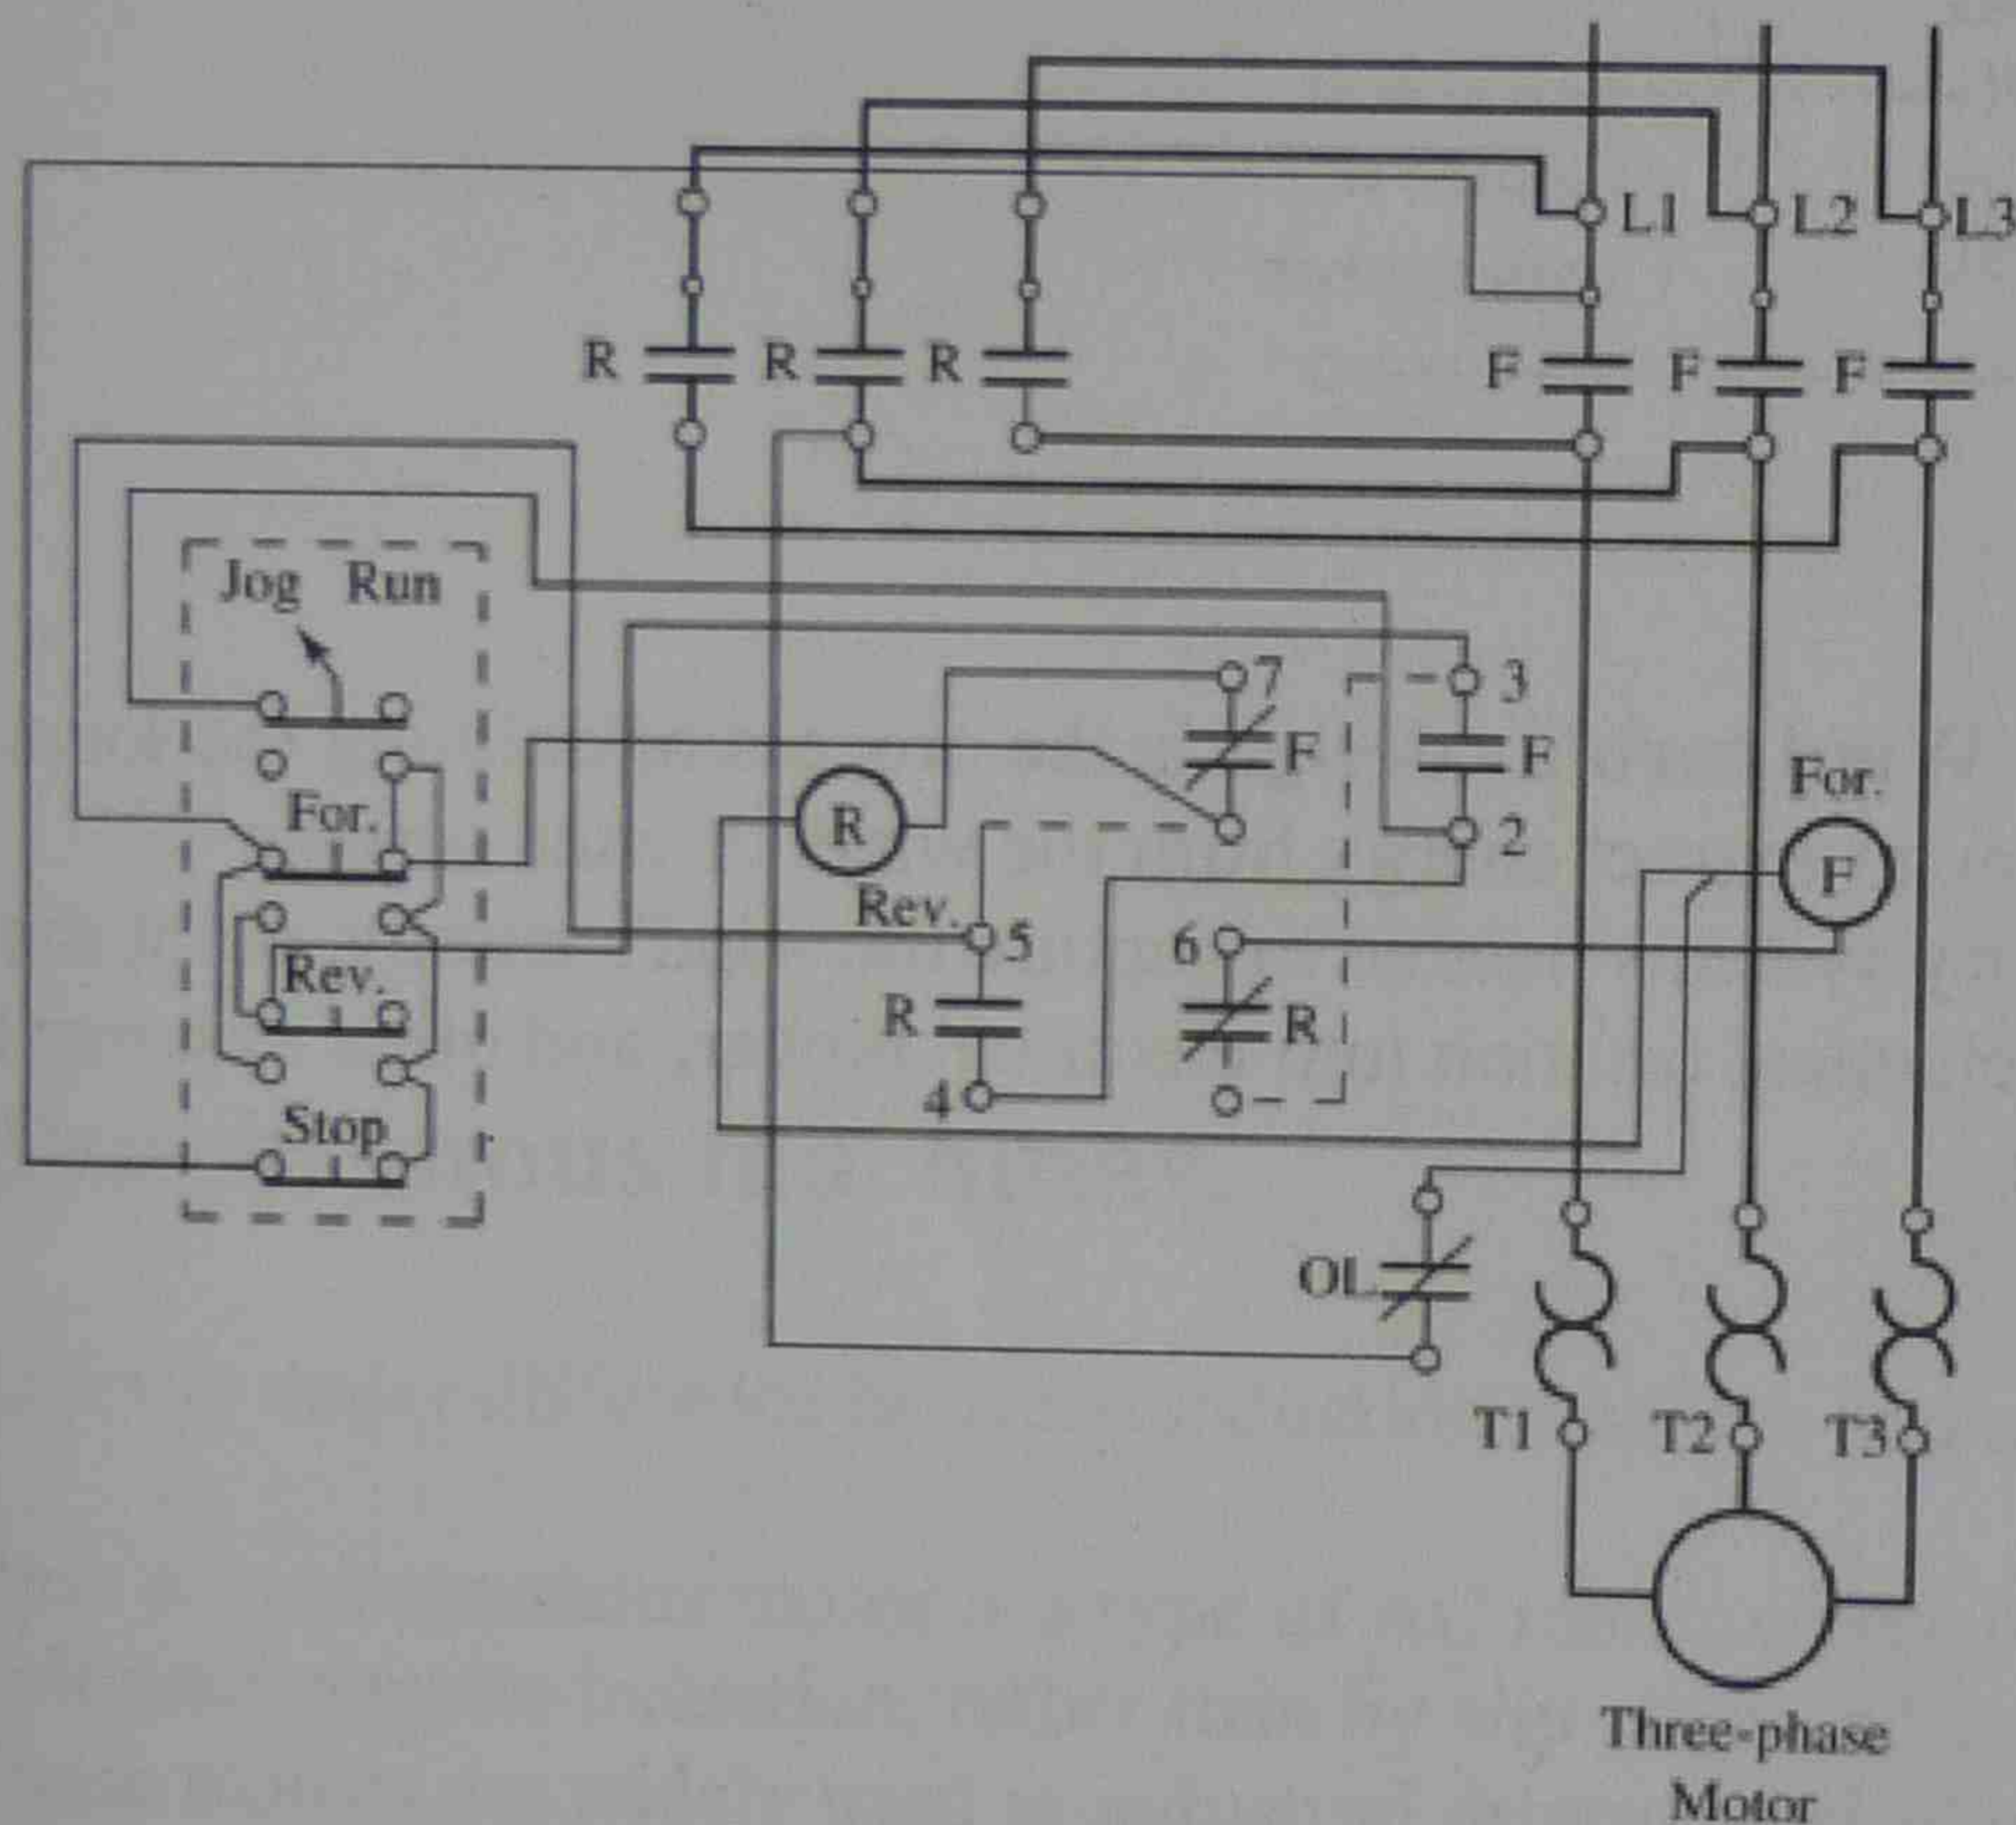 L1 L2 L3
R R R F F F
Jog Run
7
3
F F
For.
For.
R
2
F
Rev.
5
6
Rev.
R R
4
Stop
OL
T1 T2 T3
Three-phase
Motor